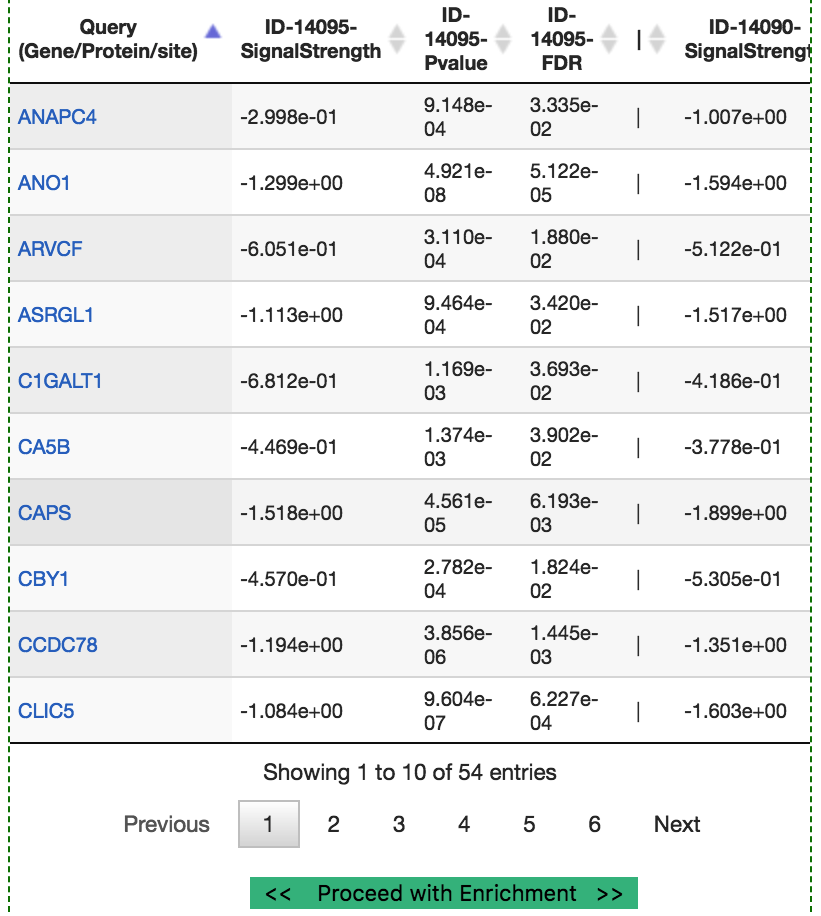 Query (Gene/Protein/site) ID-14095-SignalStrength ID-14095-Pvalue ID-14095-FDR | ID-14090-SignalStrengt
ANAPC4 -2.998e-01 9.148e-04 3.335e-02 | -1.007e+00
ANO1 -1.299e+00 4.921e-08 5.122e-05 | -1.594e+00
ARVCF -6.051e-01 3.110e-04 1.880e-02 | -5.122e-01
ASRGL1 -1.113e+00 9.464e-04 3.420e-02 | -1.517e+00
C1GALT1 -6.812e-01 1.169e-03 3.693e-02 | -4.186e-01
CA5B -4.469e-01 1.374e-03 3.902e-02 | -3.778e-01
CAPS -1.518e+00 4.561e-05 6.193e-03 | -1.899e+00
CBY1 -4.570e-01 2.782e-04 1.824e-02 | -5.305e-01
CCDC78 -1.194e+00 3.856e-06 1.445e-03 | -1.351e+00
CLIC5 -1.084e+00 9.604e-07 6.227e-04 | -1.603e+00
Showing 1 to 10 of 54 entries
Previous 1 2 3 4 5 6 Next
<< Proceed with Enrichment >>